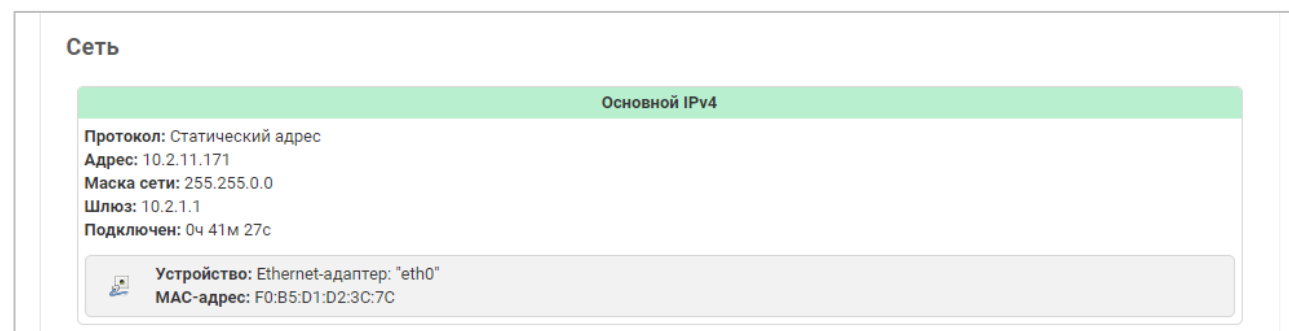 Сеть
Основной IPv4
Протокол: Статический адрес
Адрес: 10.2.11.171
Маска сети: 255.255.0.0
Шлюз: 10.2.1.1
Подключен: 0ч 41м 27с
Устройство: Ethernet-адаптер: "eth0"
MAC-адрес: F0:B5:D1:D2:3C:7C